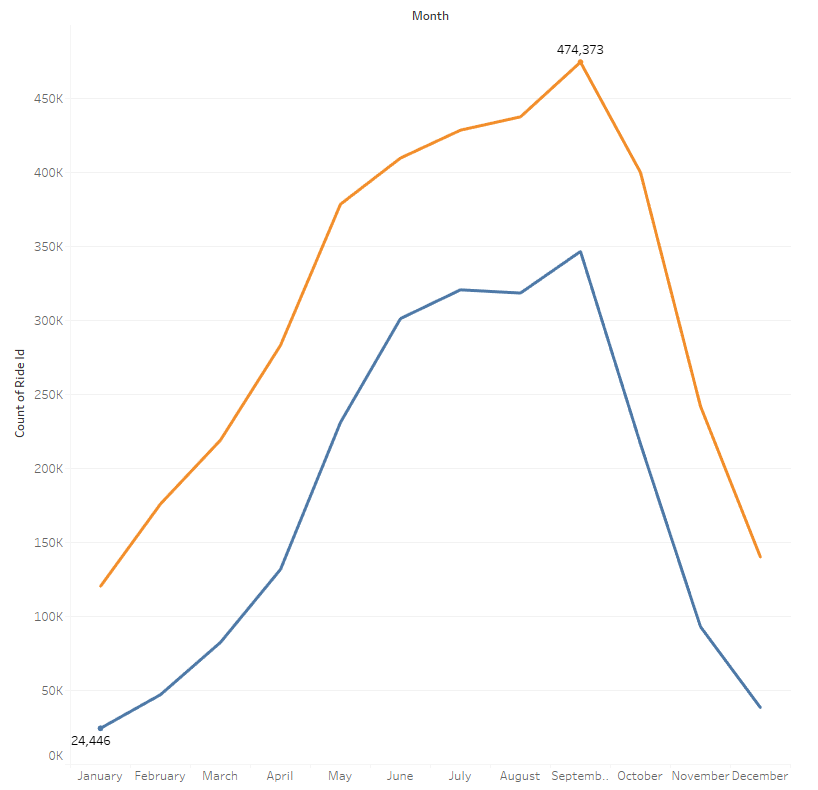 Month
474,373
450K
400K
350K
300K
250K
200K
150K
100K
50K
0K
Count of Ride Id
24,446
January February March April May June July August Septemb.. October November December